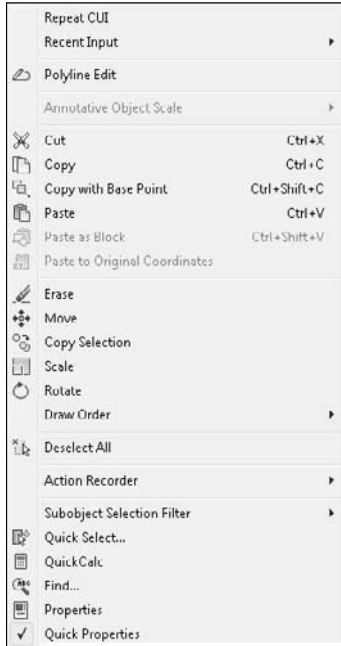 Repeat CUI
Recent Input
Polyline Edit
Annotative Object Scale
Cut Ctrl+X
Copy Ctrl+C
Copy with Base Point Ctrl+Shift+C
Paste Ctrl+V
Paste as Block Ctrl+Shift+V
Paste to Original Coordinates
Erase
Move
Copy Selection
Scale
Rotate
Draw Order
Deselect All
Action Recorder
Subobject Selection Filter
Quick Select...
QuickCalc
Find...
Properties
Quick Properties